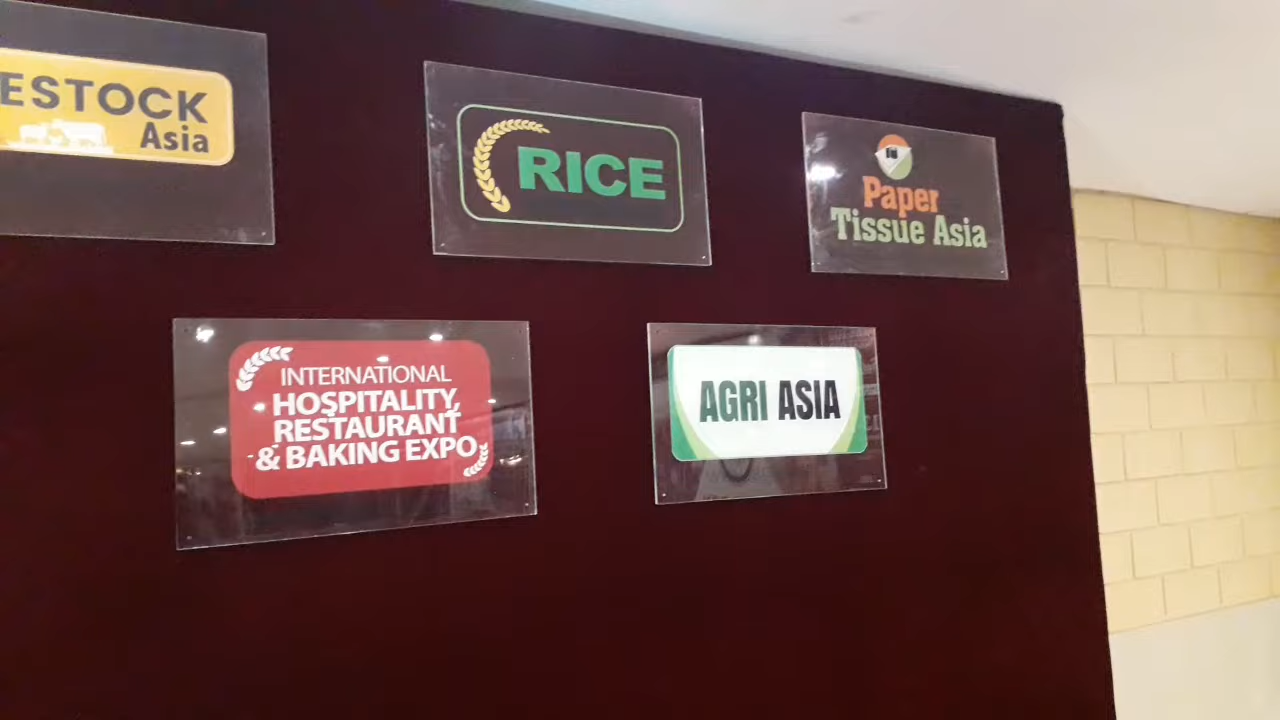 ESTOCK
Asia
RICE
Paper
Tissue Asia
INTERNATIONAL
HOSPITALITY,
RESTAURANT
& BAKING EXPO
AGRI ASIA